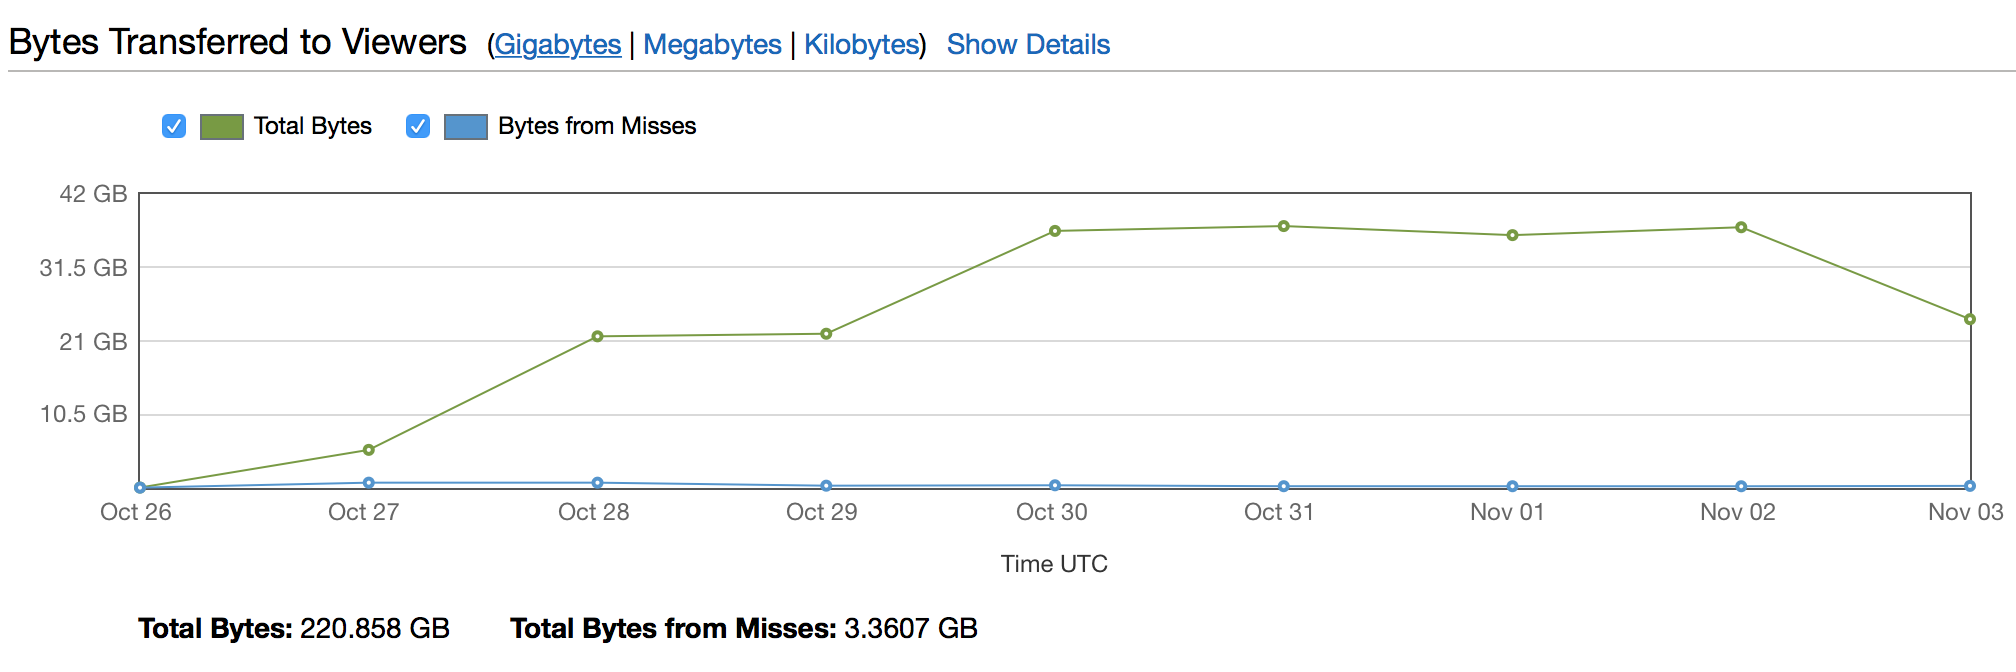 Bytes Transferred to Viewers (Gigabytes | Megabytes | Kilobytes) Show Details
Total Bytes Bytes from Misses
42 GB
31.5 GB
21 GB
10.5 GB
Oct 26 Oct 27 Oct 28 Oct 29 Oct 30 Oct 31 Nov 01 Nov 02 Nov 03
Time UTC
Total Bytes: 220.858 GB Total Bytes from Misses: 3.3607 GB